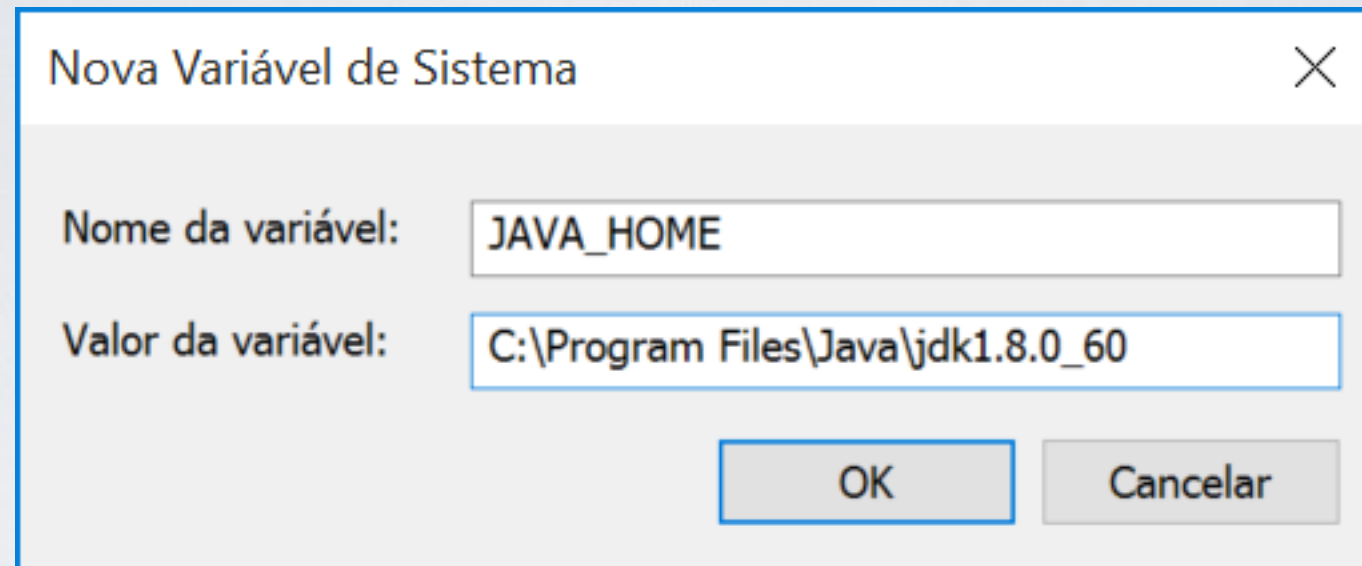 Nova Variável de Sistema
Nome da variável: JAVA_HOME
Valor da variável: C:\Program Files\Java\jdk1.8.0_60
OK Cancelar